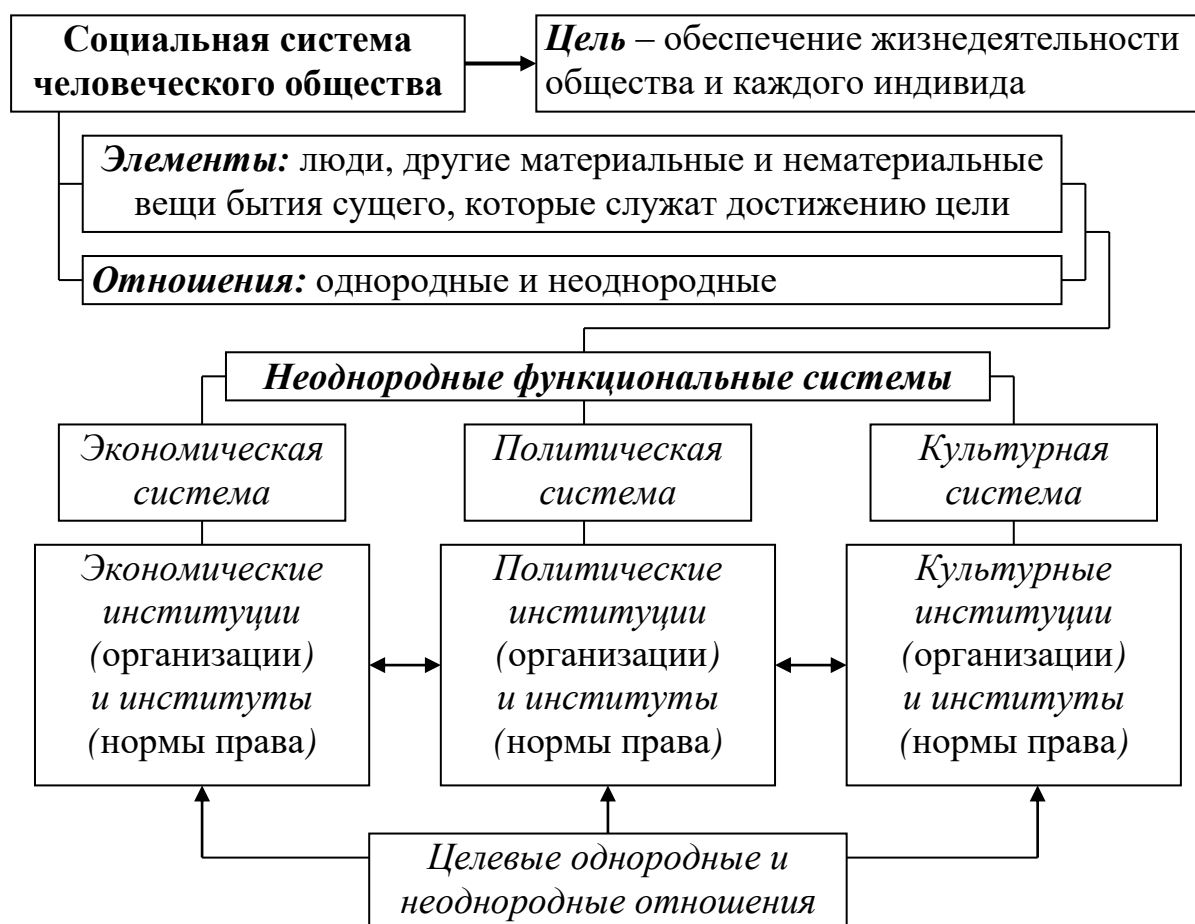 Социальная система
человеческого общества
Цель – обеспечение жизнедеятельности
общества и каждого индивида
Элементы: люди, другие материальные и нематериальные
вещи бытия сущего, которые служат достижению цели
Отношения: однородные и неоднородные
Неоднородные функциональные системы
Экономическая
система
Политическая
система
Культурная
система
Экономические
институции
(организации)
и институты
(нормы права)
Политические
институции
(организации)
и институты
(нормы права)
Культурные
институции
(организации)
и институты
(нормы права)
Целевые однородные и
неоднородные отношения